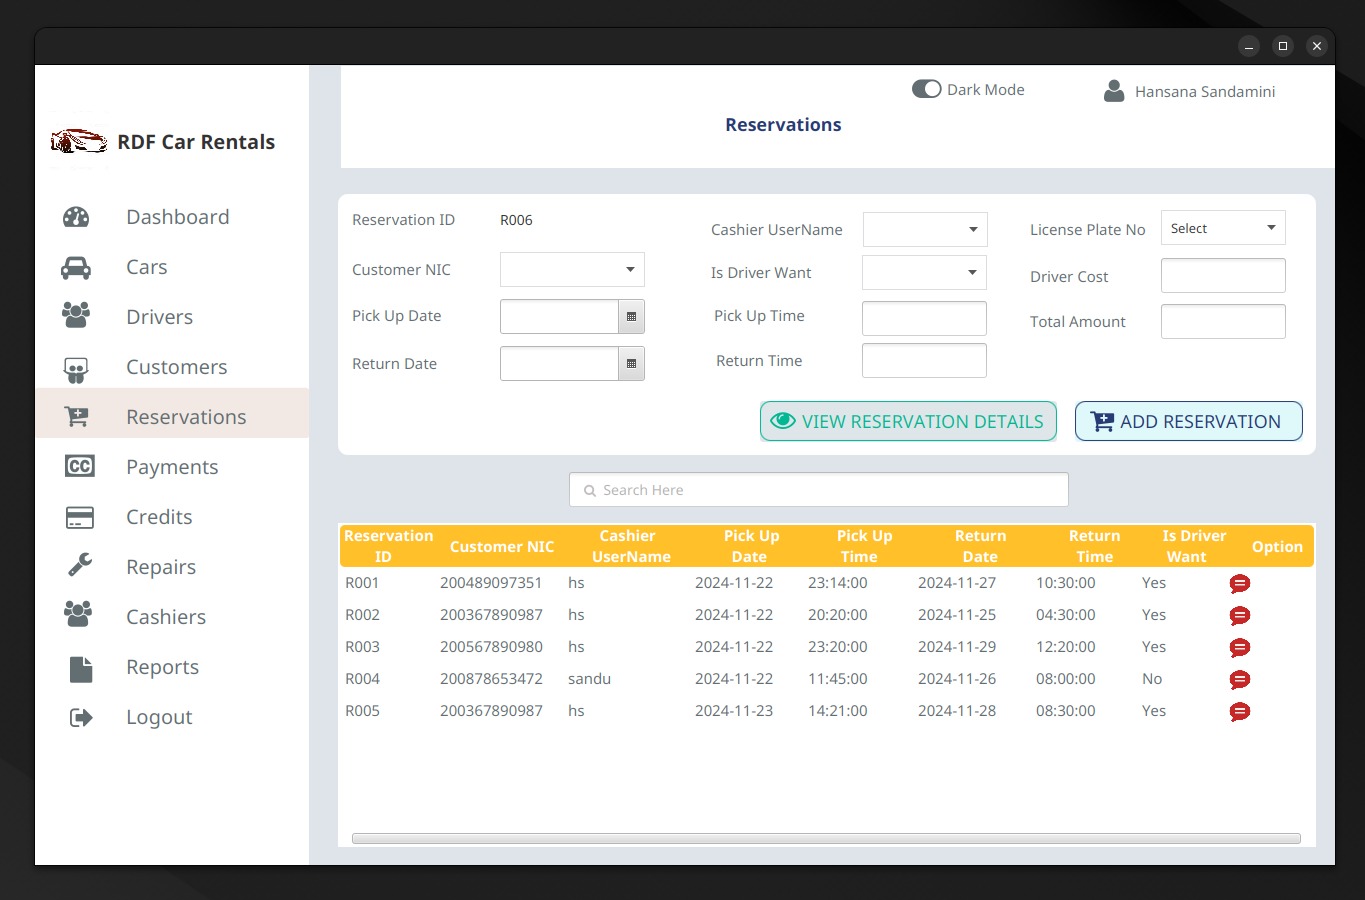 Dark Mode
Hansana Sandamini
Reservations
RDF Car Rentals
Dashboard
Cars
Drivers
Customers
Reservations
Payments
CC
Credits
Repairs
Cashiers
Reports
Logout
Reservation ID R006
Customer NIC
Pick Up Date
Return Date
Cashier UserName
Is Driver Want
Pick Up Time
Return Time
License Plate No Select
Driver Cost
Total Amount
VIEW RESERVATION DETAILS
ADD RESERVATION
Search Here
Reservation ID Customer NIC Cashier UserName Pick Up Date Pick Up Time Return Date Return Time Is Driver Want Option
R001 200489097351 hs 2024-11-22 23:14:00 2024-11-27 10:30:00 Yes
R002 200367890987 hs 2024-11-22 20:20:00 2024-11-25 04:30:00 Yes
R003 200567890980 hs 2024-11-22 23:20:00 2024-11-29 12:20:00 Yes
R004 200878653472 sandu 2024-11-22 11:45:00 2024-11-26 08:00:00 No
R005 200367890987 hs 2024-11-23 14:21:00 2024-11-28 08:30:00 Yes